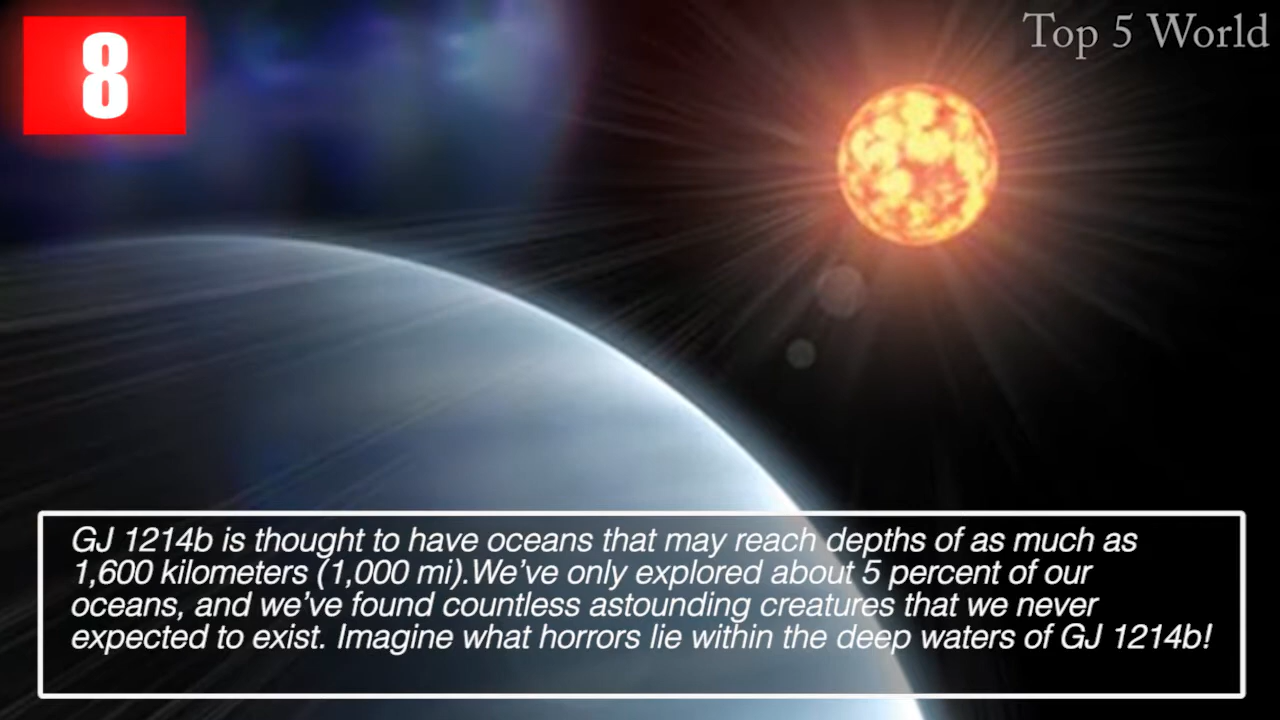 8
Top 5 World
GJ 1214b is thought to have oceans that may reach depths of as much as
1,600 kilometers (1,000 mi).We've only explored about 5 percent of our
oceans, and we've found countless astounding creatures that we never
expected to exist. Imagine what horrors lie within the deep waters of GJ 1214b!